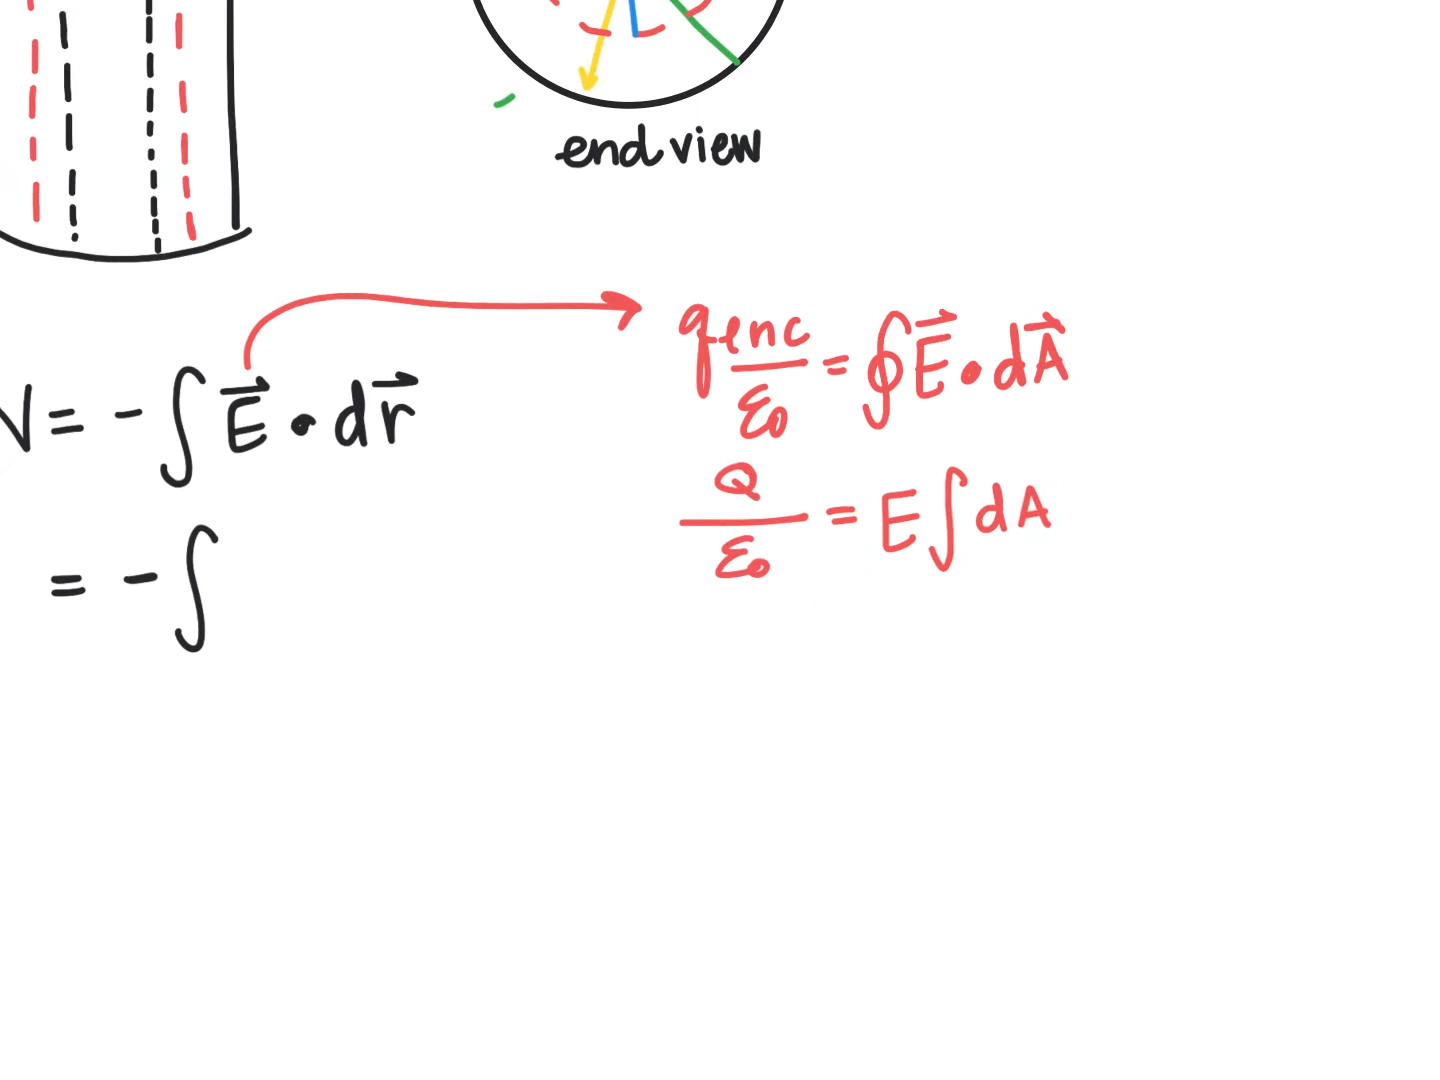 end view
V = - ∫ E⃗ • dr⃗
= - ∫
qenc/ε₀ = ∮ E⃗ • dA⃗
Q/ε₀ = E ∫ dA